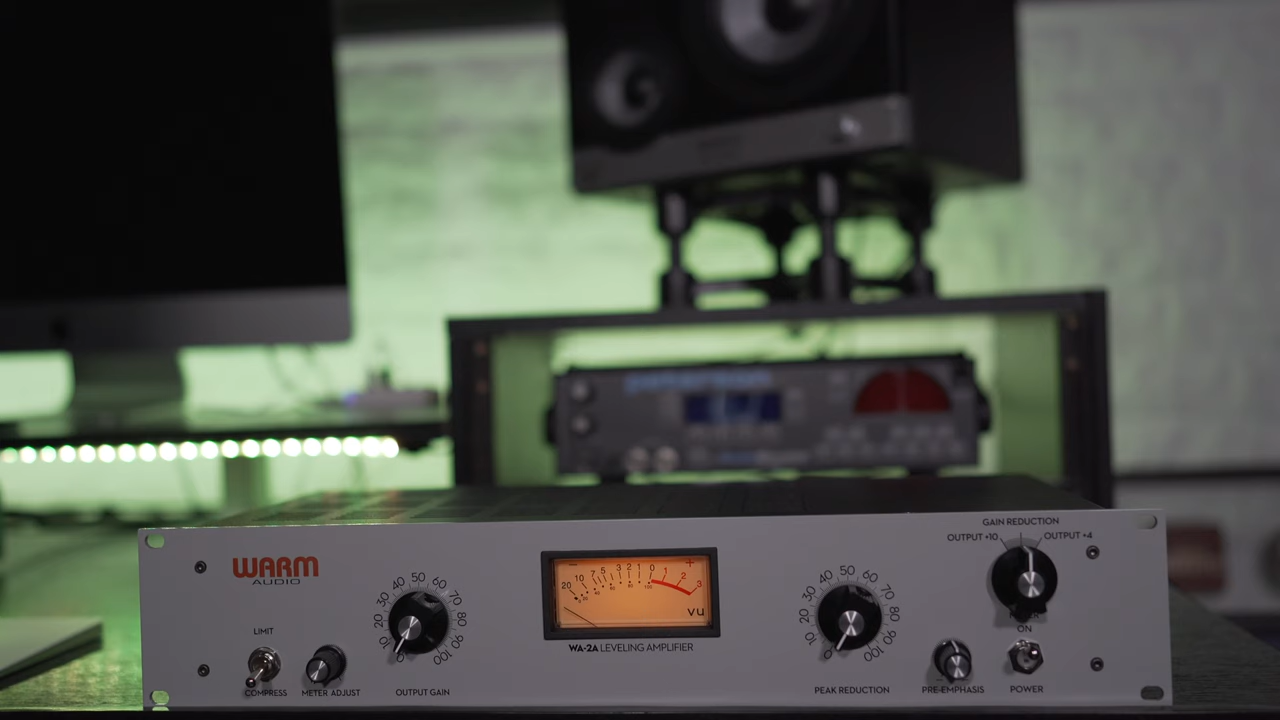 GAIN REDUCTION
OUTPUT +10
OUTPUT +4
WARM
AUDIO
0 10 20 30 40 50 60 70 80 90 100
20 10 7 5 3 2 1 0 1 2 3
VU
WA-2A LEVELING AMPLIFIER
0 10 20 30 40 50 60 70 80 90 100
LIMIT
COMPRESS
METER ADJUST
OUTPUT GAIN
PEAK REDUCTION
PRE-EMPHASIS
ON
POWER